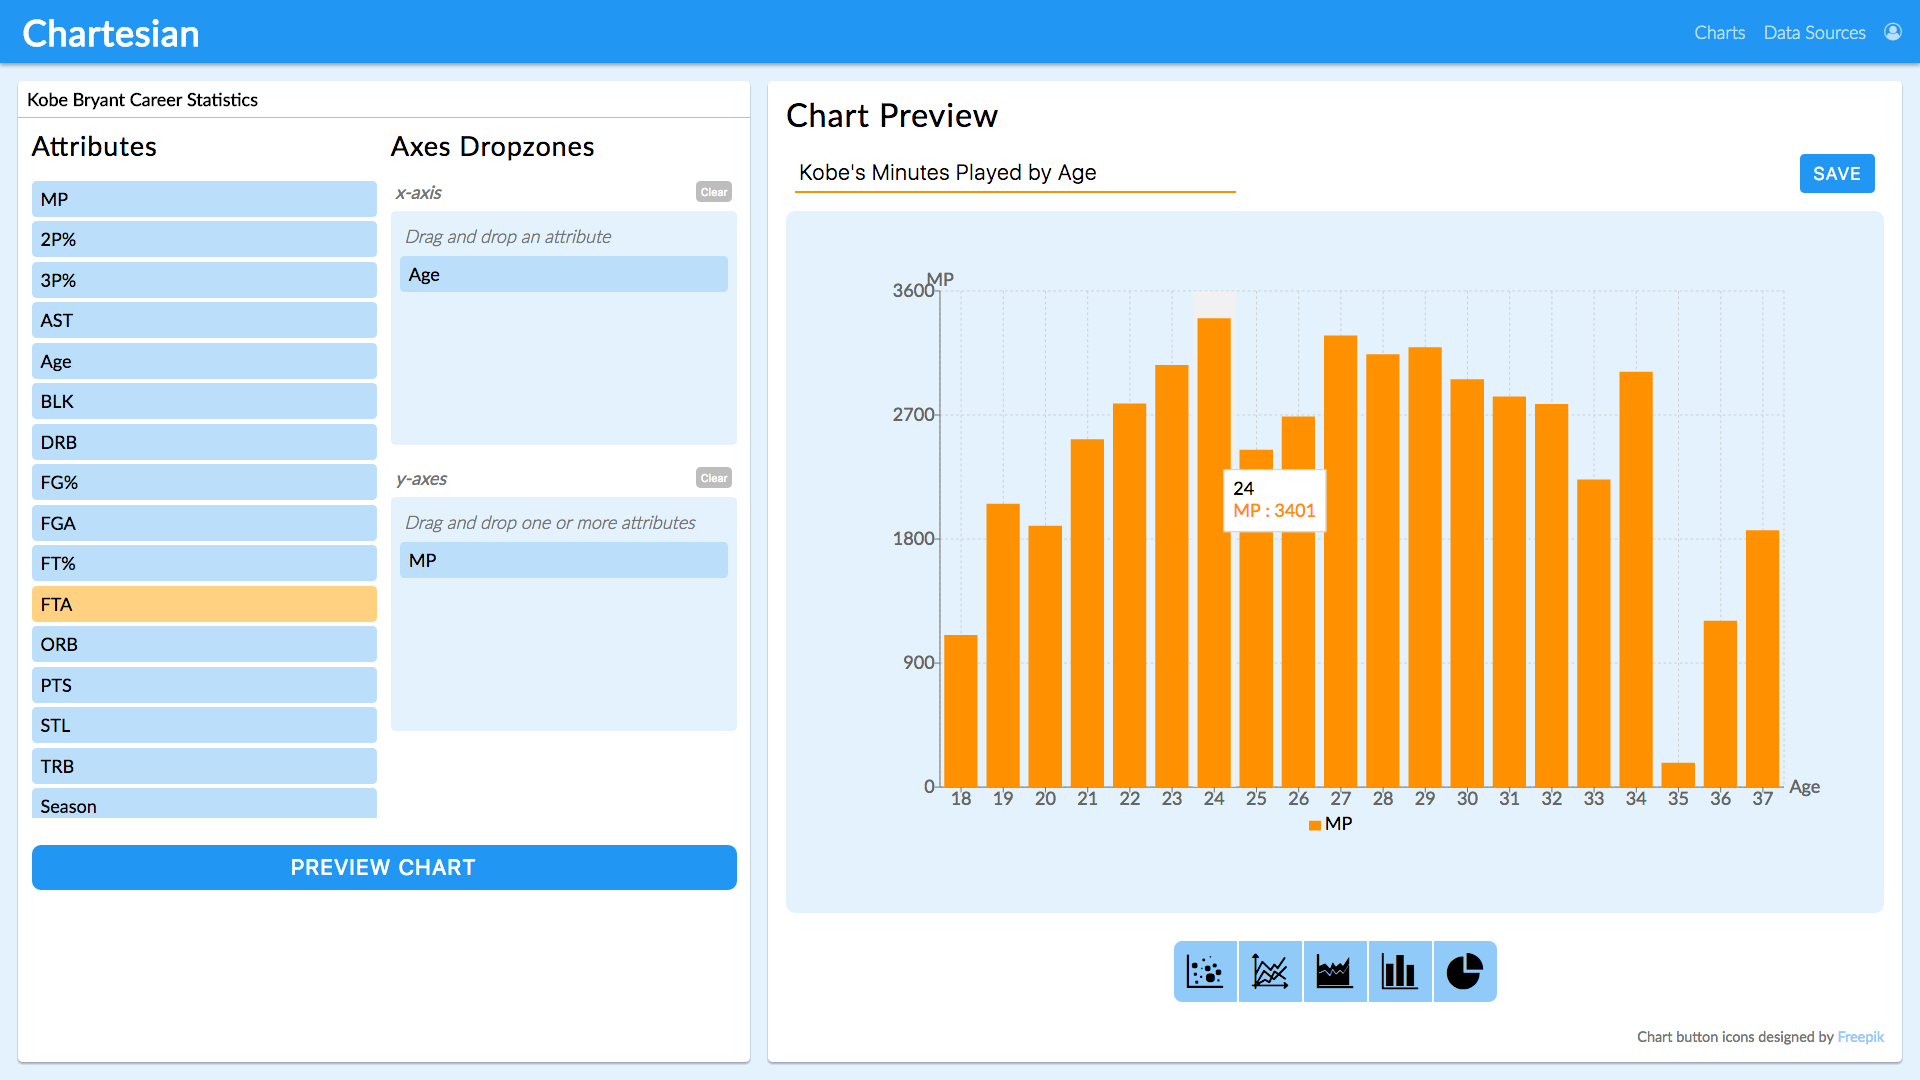 Chartesian
Charts Data Sources
Kobe Bryant Career Statistics
Attributes
MP
2P%
3P%
AST
Age
BLK
DRB
FG%
FGA
FT%
FTA
ORB
PTS
STL
TRB
Season
Axes Dropzones
x-axis Clear
Drag and drop an attribute
Age
y-axes Clear
Drag and drop one or more attributes
MP
PREVIEW CHART
Chart Preview
Kobe's Minutes Played by Age
SAVE
MP
3600
2700
1800
900
0
24
MP : 3401
18 19 20 21 22 23 24 25 26 27 28 29 30 31 32 33 34 35 36 37
Age
MP
Chart button icons designed by Freepik